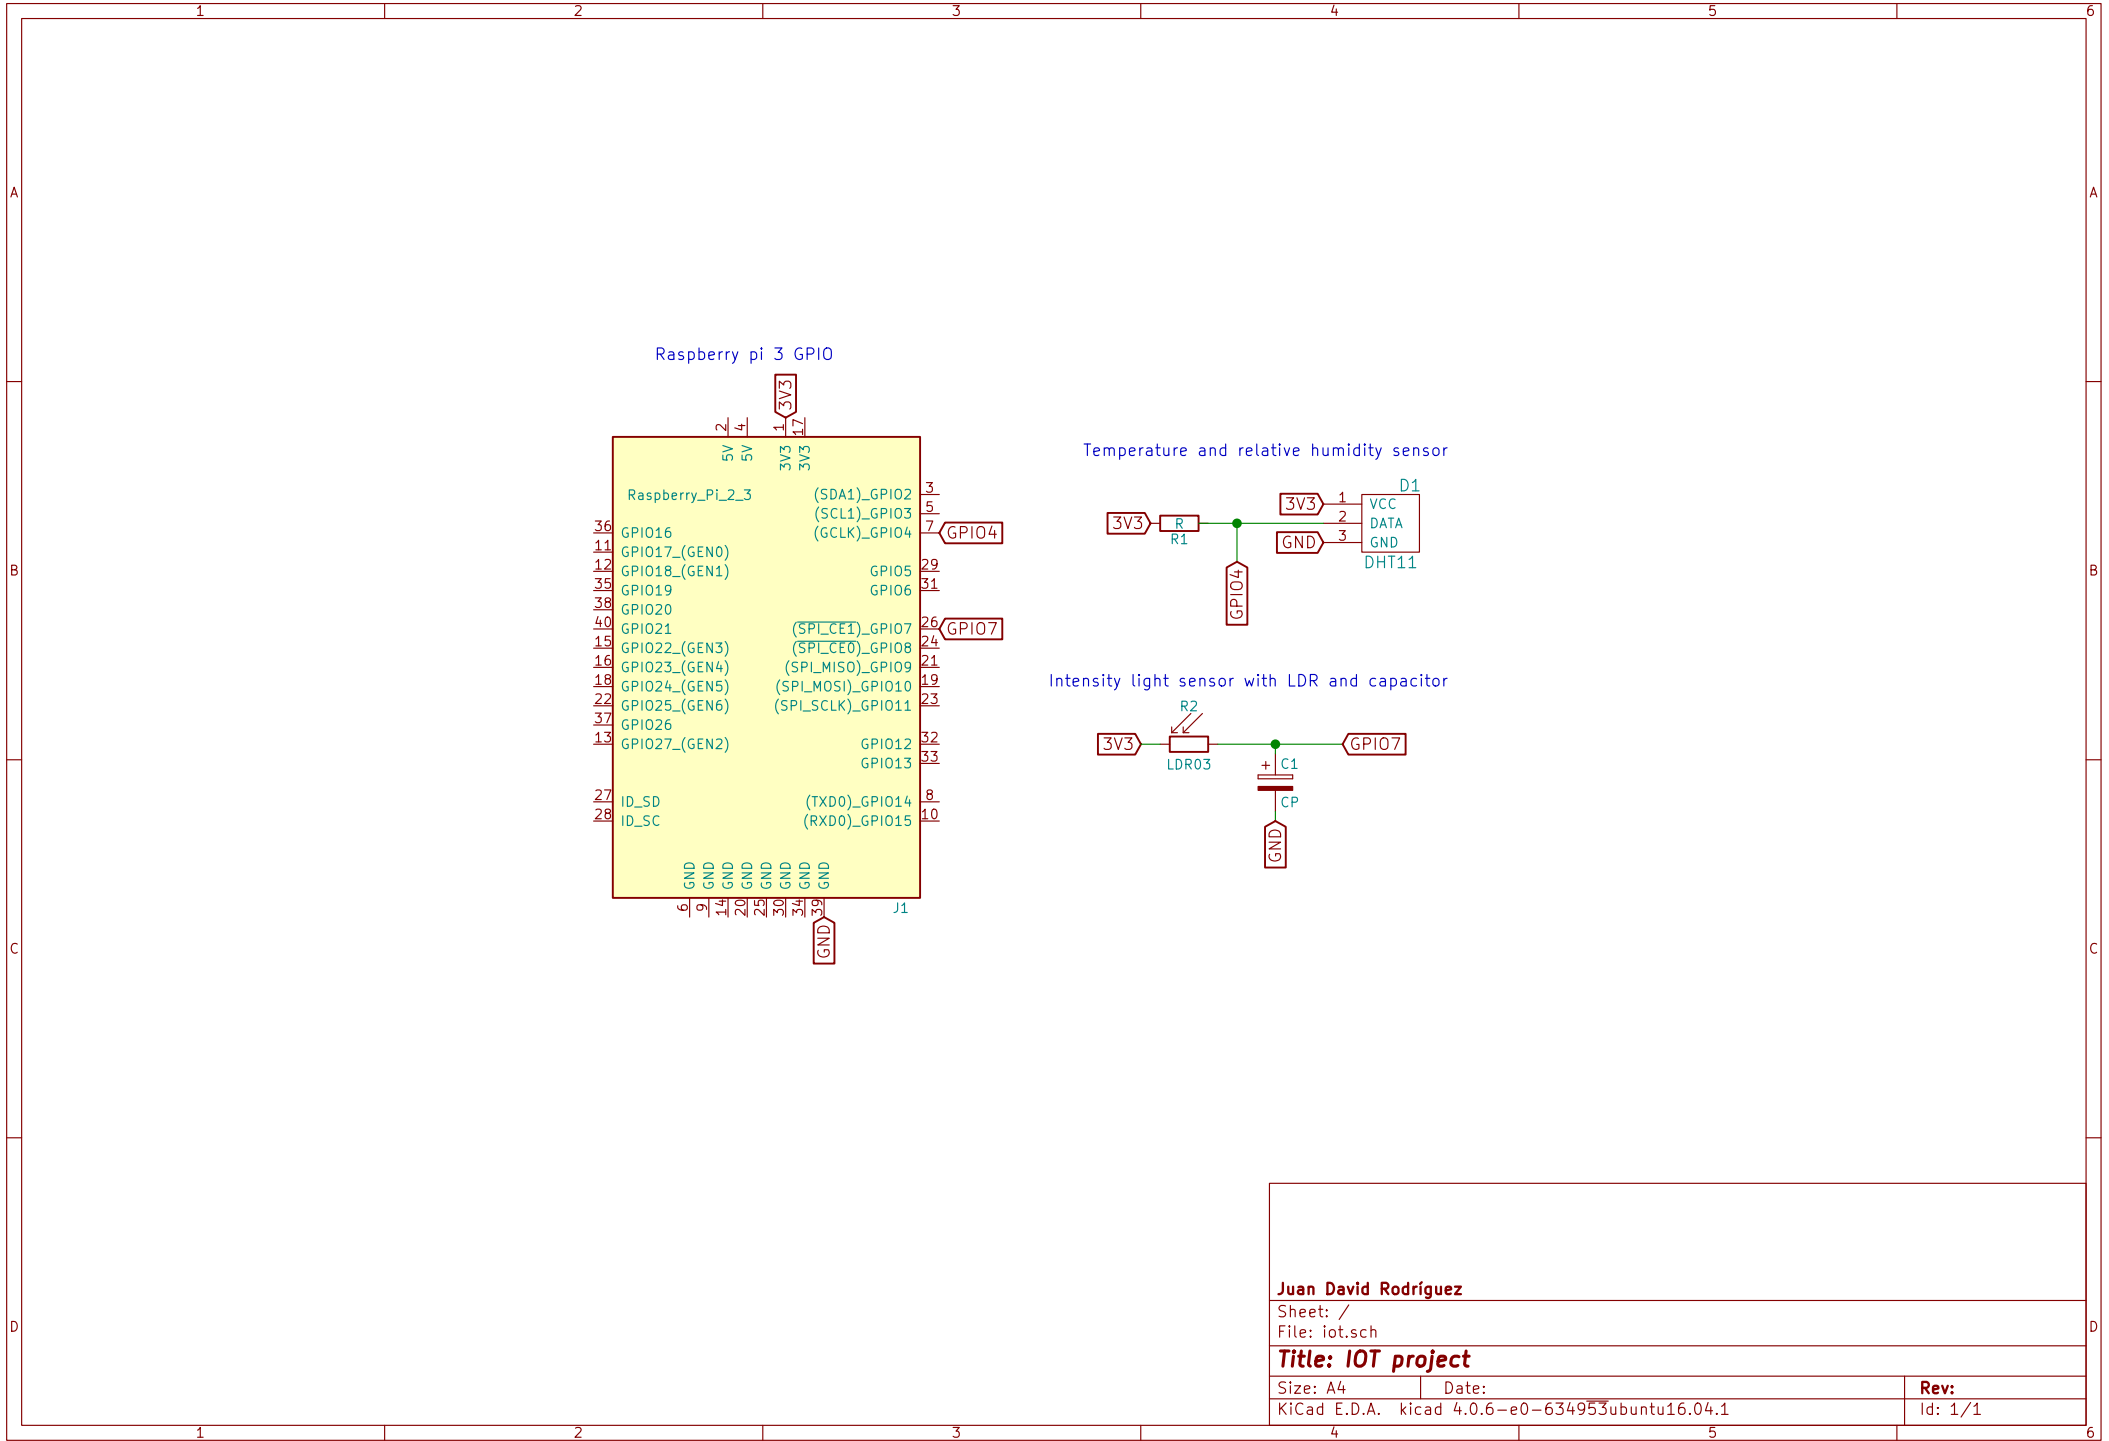 1 2 3 4 5 6
A A
B B
C C
D D
Raspberry pi 3 GPIO
3V3
2 4 1 17
5V 5V 3V3 3V3
Raspberry_Pi_2_3
36 GPIO16
11 GPIO17_(GEN0)
12 GPIO18_(GEN1)
35 GPIO19
38 GPIO20
40 GPIO21
15 GPIO22_(GEN3)
16 GPIO23_(GEN4)
18 GPIO24_(GEN5)
22 GPIO25_(GEN6)
37 GPIO26
13 GPIO27_(GEN2)
27 ID_SD
28 ID_SC
(SDA1)_GPIO2 3
(SCL1)_GPIO3 5
(GCLK)_GPIO4 7 GPIO4
GPIO5 29
GPIO6 31
(SPI_CE1)_GPIO7 26 GPIO7
(SPI_CE0)_GPIO8 24
(SPI_MISO)_GPIO9 21
(SPI_MOSI)_GPIO10 19
(SPI_SCLK)_GPIO11 23
GPIO12 32
GPIO13 33
(TXD0)_GPIO14 8
(RXD0)_GPIO15 10
GND GND GND GND GND GND GND GND
6 9 14 20 25 30 34 39
J1
GND
Temperature and relative humidity sensor
D1
3V3 1 VCC
3V3 R 2 DATA
R1
GND 3 GND
DHT11
GPIO4
Intensity light sensor with LDR and capacitor
R2
3V3 GPIO7
LDR03
+ C1
CP
GND
Juan David Rodríguez
Sheet: /
File: iot.sch
Title: IOT project
Size: A4 Date: Rev:
KiCad E.D.A. kicad 4.0.6-e0-634953ubuntu16.04.1 Id: 1/1
1 2 3 4 5 6